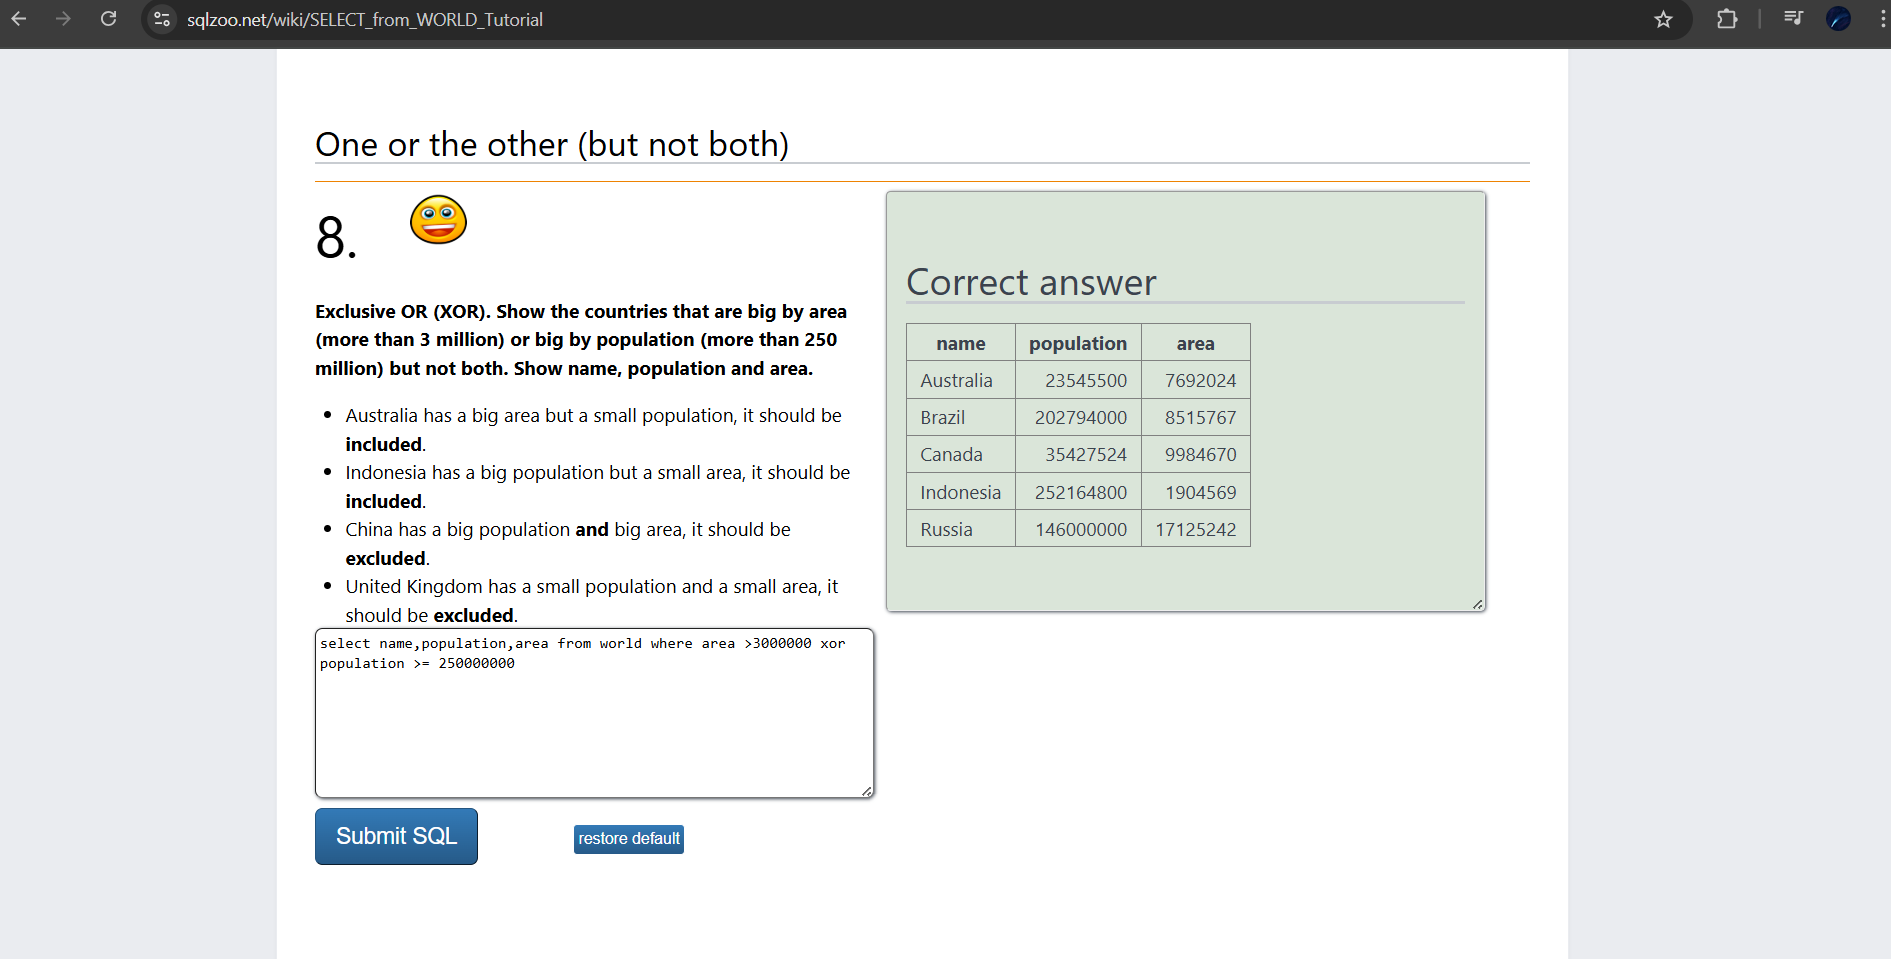 sqlzoo.net/wiki/SELECT_from_WORLD_Tutorial
One or the other (but not both)
8.
Exclusive OR (XOR). Show the countries that are big by area
(more than 3 million) or big by population (more than 250
million) but not both. Show name, population and area.
• Australia has a big area but a small population, it should be
included.
• Indonesia has a big population but a small area, it should be
included.
• China has a big population and big area, it should be
excluded.
• United Kingdom has a small population and a small area, it
should be excluded.
select name,population,area from world where area >3000000 xor
population >= 250000000
Submit SQL
restore default
Correct answer
name population area
Australia 23545500 7692024
Brazil 202794000 8515767
Canada 35427524 9984670
Indonesia 252164800 1904569
Russia 146000000 17125242